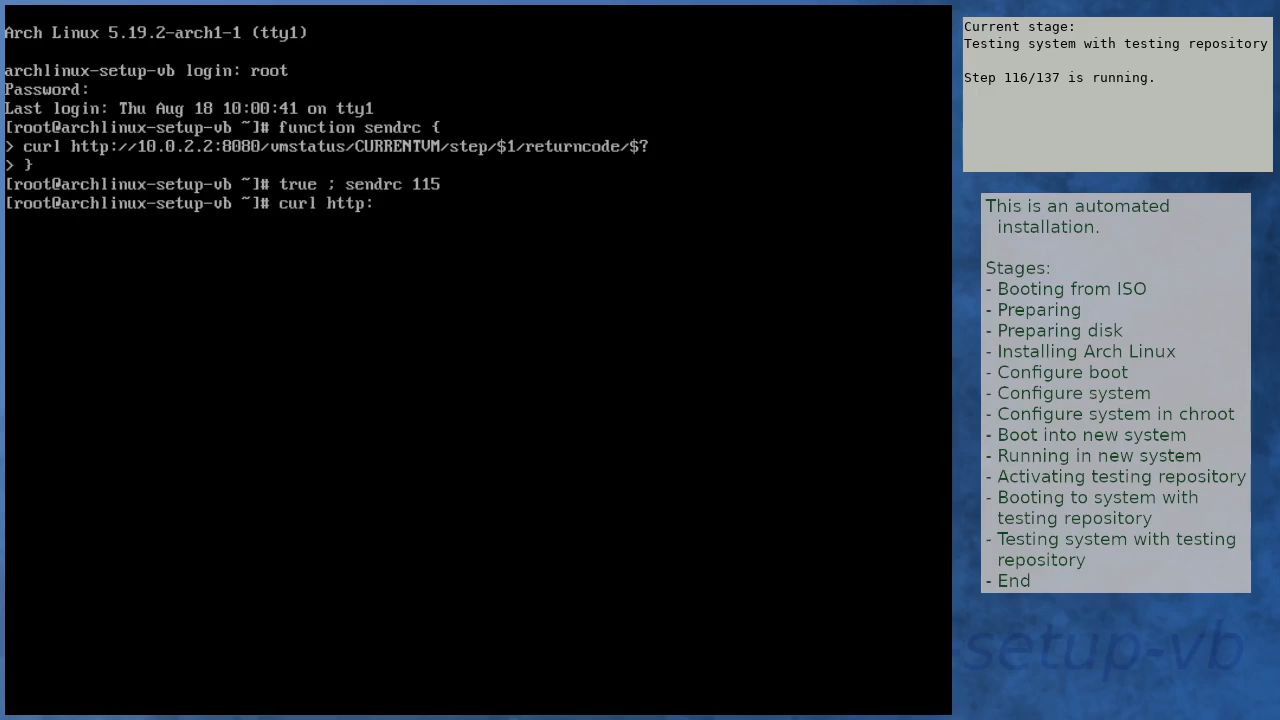 Arch Linux 5.19.2-arch1-1 (tty1)
archlinux-setup-vb login: root
Password:
Last login: Thu Aug 18 10:00:41 on tty1
[root@archlinux-setup-vb ~]# function sendrc {
> curl http://10.0.2.2:8080/vmstatus/CURRENTVM/step/$1/returncode/$?
> }
[root@archlinux-setup-vb ~]# true ; sendrc 115
[root@archlinux-setup-vb ~]# curl http:
Current stage:
Testing system with testing repository
Step 116/137 is running.
This is an automated
installation.
Stages:
- Booting from ISO
- Preparing
- Preparing disk
- Installing Arch Linux
- Configure boot
- Configure system
- Configure system in chroot
- Boot into new system
- Running in new system
- Activating testing repository
- Booting to system with
testing repository
- Testing system with testing
repository
- End
setup-vb